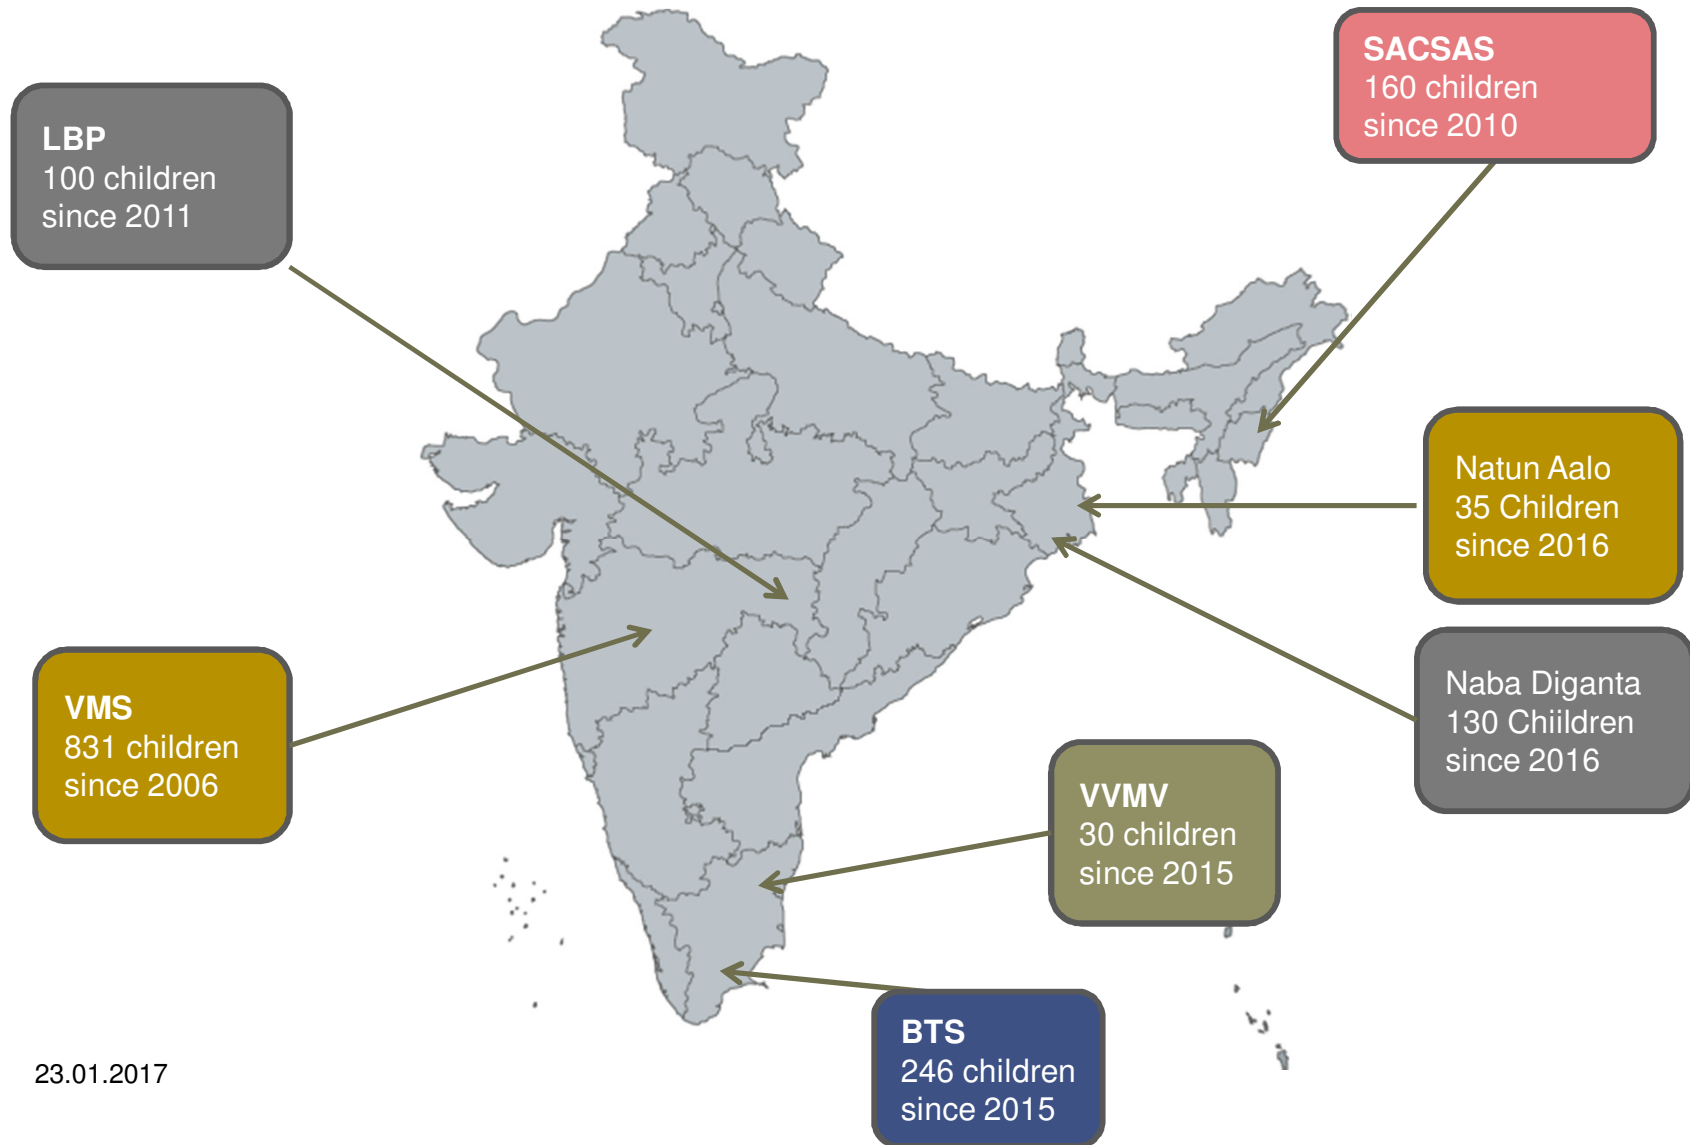 SACSAS
160 children
since 2010
LBP
100 children
since 2011
Natun Aalo
35 Children
since 2016
Naba Diganta
130 Chiildren
since 2016
VMS
831 children
since 2006
VVMV
30 children
since 2015
BTS
246 children
since 2015
23.01.2017